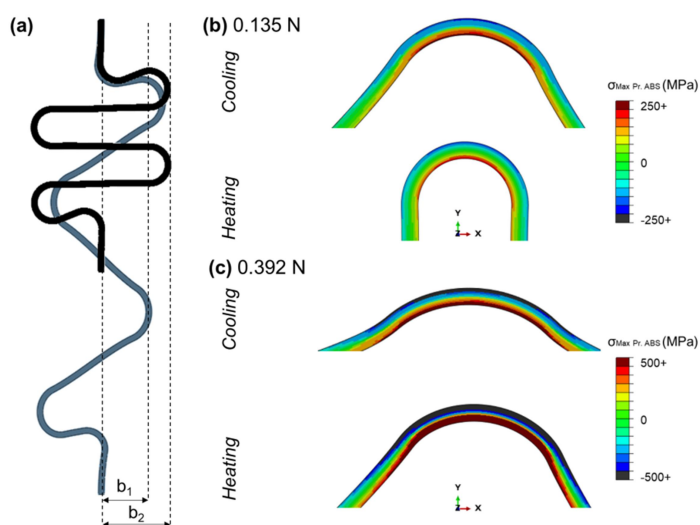 (a)
b₁
b₂
(b) 0.135 N
Cooling
Heating
Y
Z X
σMax Pr. ABS (MPa)
250+
0
-250+
(c) 0.392 N
Cooling
Heating
Y
Z X
σMax Pr. ABS (MPa)
500+
0
-500+